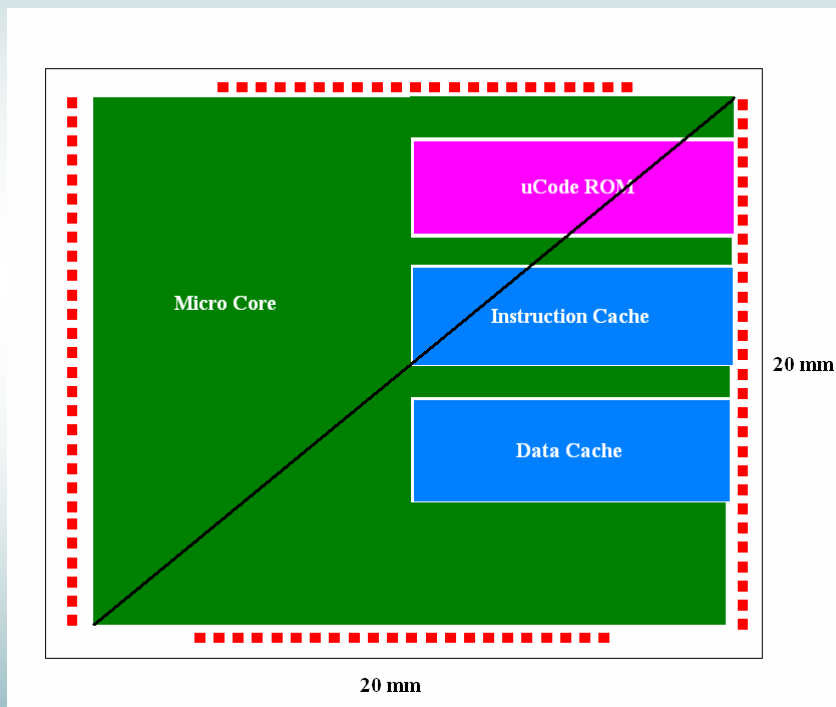 uCode ROM
Micro Core
Instruction Cache
20 mm
Data Cache
20 mm